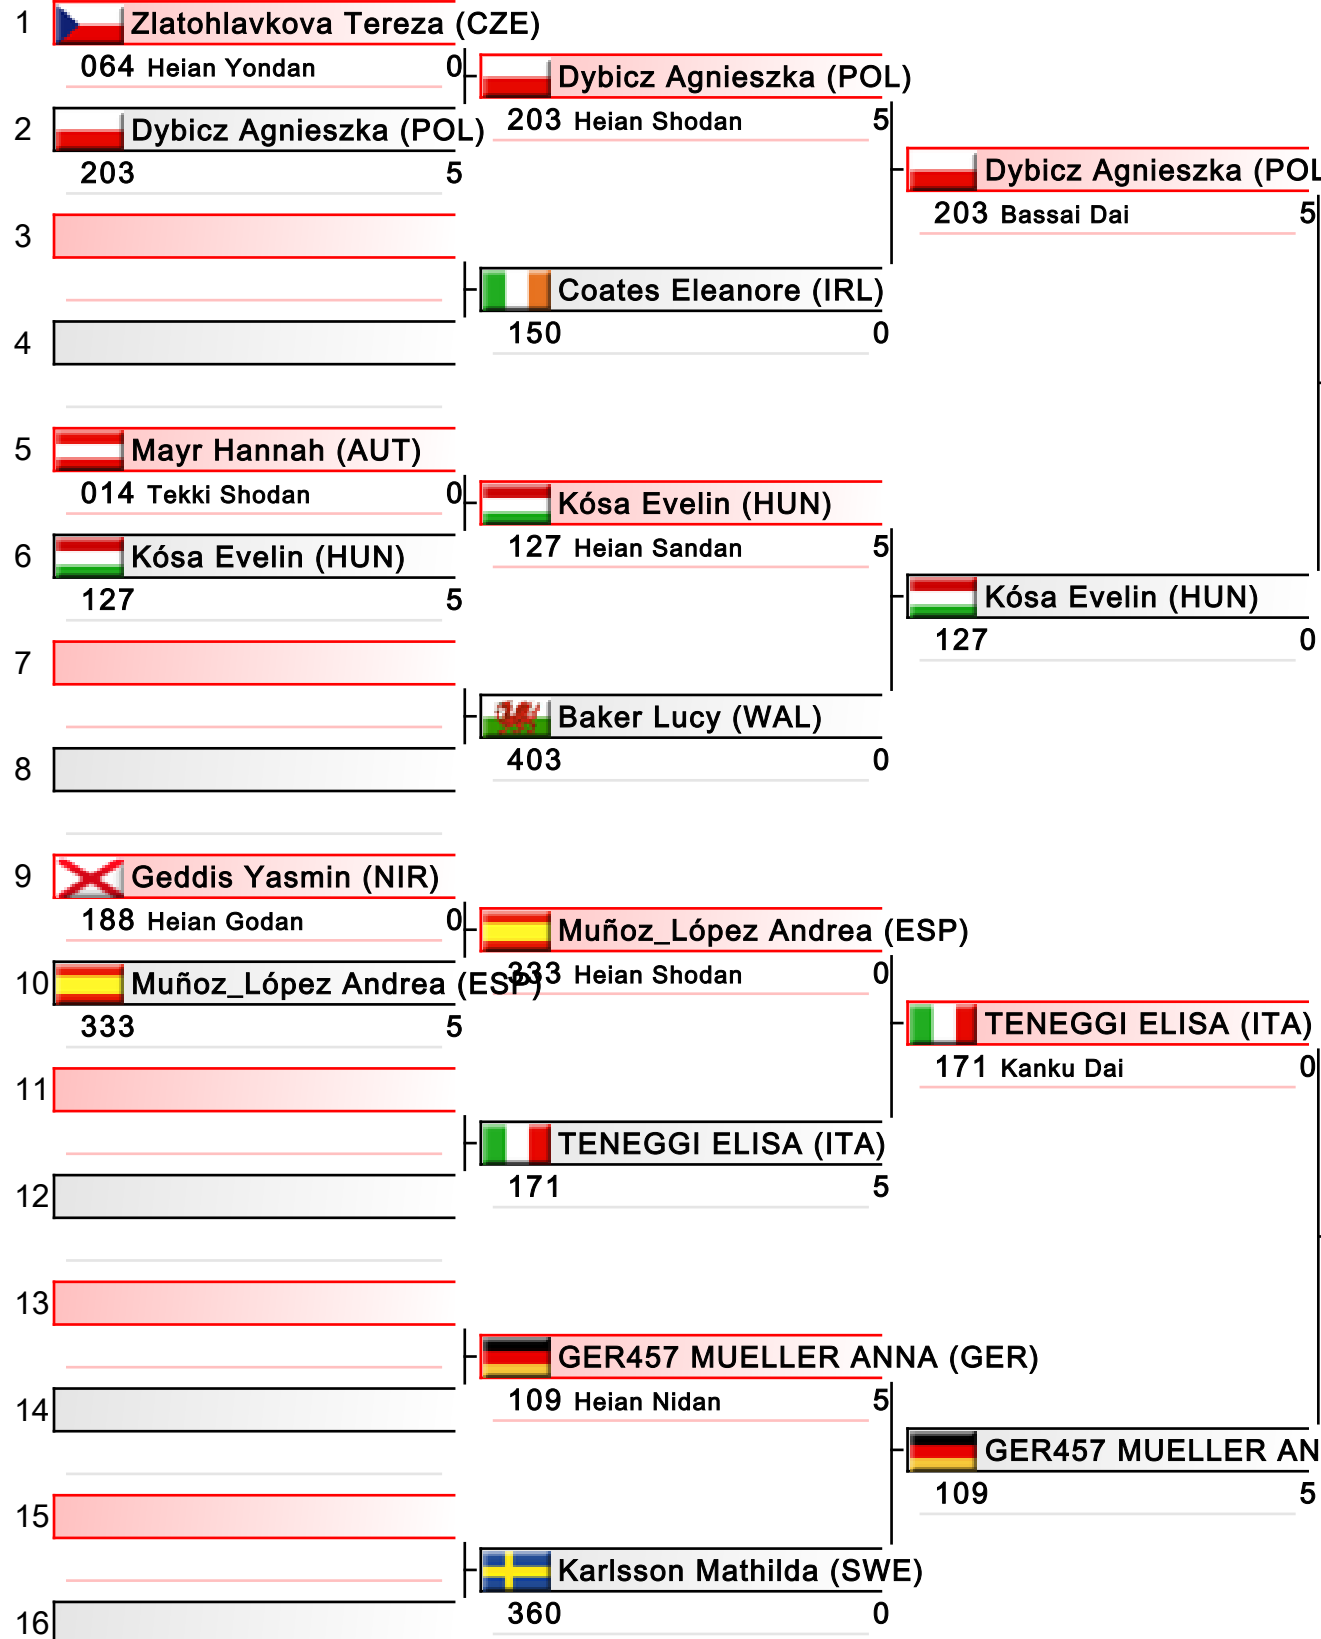 1 Zlatohlavkova Tereza (CZE)
064 Heian Yondan 0
2 Dybicz Agnieszka (POL)
203 5
3
4
5 Mayr Hannah (AUT)
014 Tekki Shodan 0
6 Kósa Evelin (HUN)
127 5
7
8
9 Geddis Yasmin (NIR)
188 Heian Godan 0
10 Muñoz_López Andrea (ESP)
333 5
11
12
13
14
15
16
Dybicz Agnieszka (POL)
203 Heian Shodan 5
Coates Eleanore (IRL)
150 0
Kósa Evelin (HUN)
127 Heian Sandan 5
Baker Lucy (WAL)
403 0
Muñoz_López Andrea (ESP)
333 Heian Shodan 0
TENEGGI ELISA (ITA)
171 5
GER457 MUELLER ANNA (GER)
109 Heian Nidan 5
Karlsson Mathilda (SWE)
360 0
Dybicz Agnieszka (POL
203 Bassai Dai 5
Kósa Evelin (HUN)
127 0
TENEGGI ELISA (ITA)
171 Kanku Dai 0
GER457 MUELLER AN
109 5